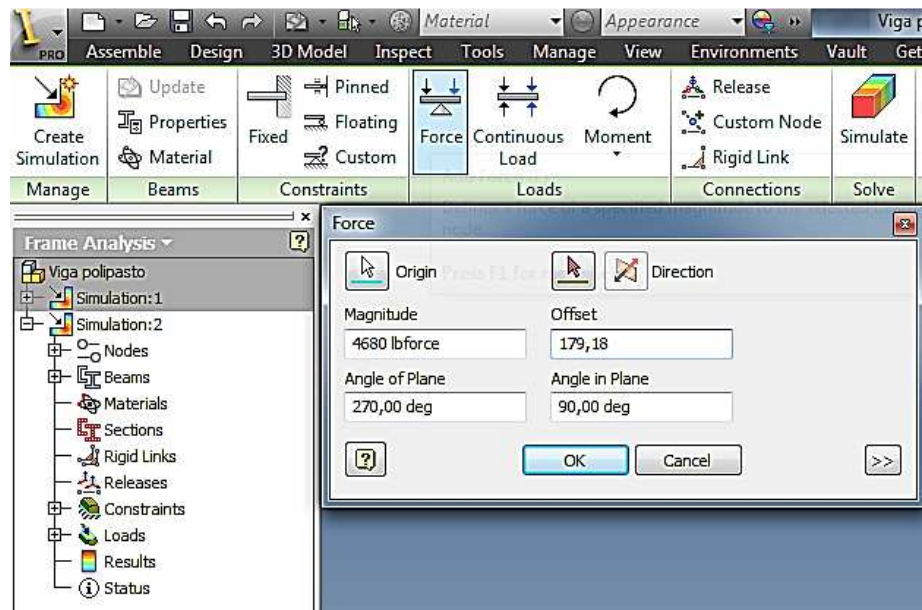 Material Appearance Viga p
PRO Assemble Design 3D Model Inspect Tools Manage View Environments Vault Get
Create Simulation
Update
Properties
Material
Fixed
Pinned
Floating
Custom
Force
Continuous Load
Moment
Release
Custom Node
Rigid Link
Simulate
Manage Beams Constraints Loads Connections Solve
Frame Analysis
Viga polipasto
Simulation:1
Simulation:2
Nodes
Beams
Materials
Sections
Rigid Links
Releases
Constraints
Loads
Results
Status
Force
Origin Direction
Magnitude Offset
4680 lbforce 179,18
Angle of Plane Angle in Plane
270,00 deg 90,00 deg
OK Cancel >>